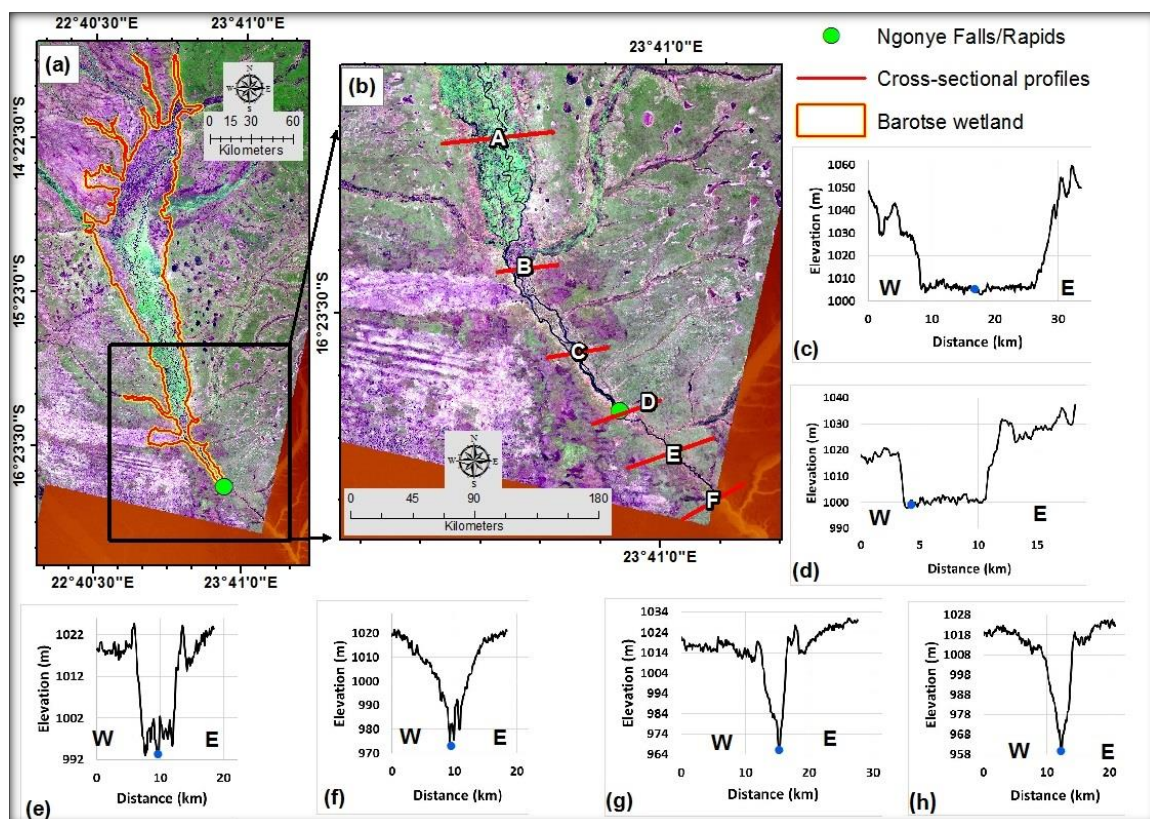 22°40'30"E 23°41'0"E
(a)
N
W E
S
0 15 30 60
Kilometers
14°22'30"S
15°23'0"S
16°23'30"S
22°40'30"E 23°41'0"E
23°41'0"E
(b)
A
B
C
D
E
F
16°23'30"S
N
W E
S
0 45 90 180
Kilometers
23°41'0"E
Ngonye Falls/Rapids
Cross-sectional profiles
Barotse wetland
1060
1050
1040
1030
1020
1010
1000
Elevation (m)
W E
0 10 20 30
Distance (km)
(c)
1040
1030
1020
1010
1000
990
Elevation (m)
W E
0 5 10 15
Distance (km)
(d)
1022
1012
1002
992
Elevation (m)
W E
0 10 20
Distance (km)
(e)
1020
1010
1000
990
980
970
Elevation (m)
W E
0 10 20
Distance (km)
(f)
1034
1024
1014
1004
994
984
974
964
Elevation (m)
W E
0 10 20 30
Distance (km)
(g)
1028
1018
1008
998
988
978
968
958
Elevation (m)
W E
0 10 20
Distance (km)
(h)